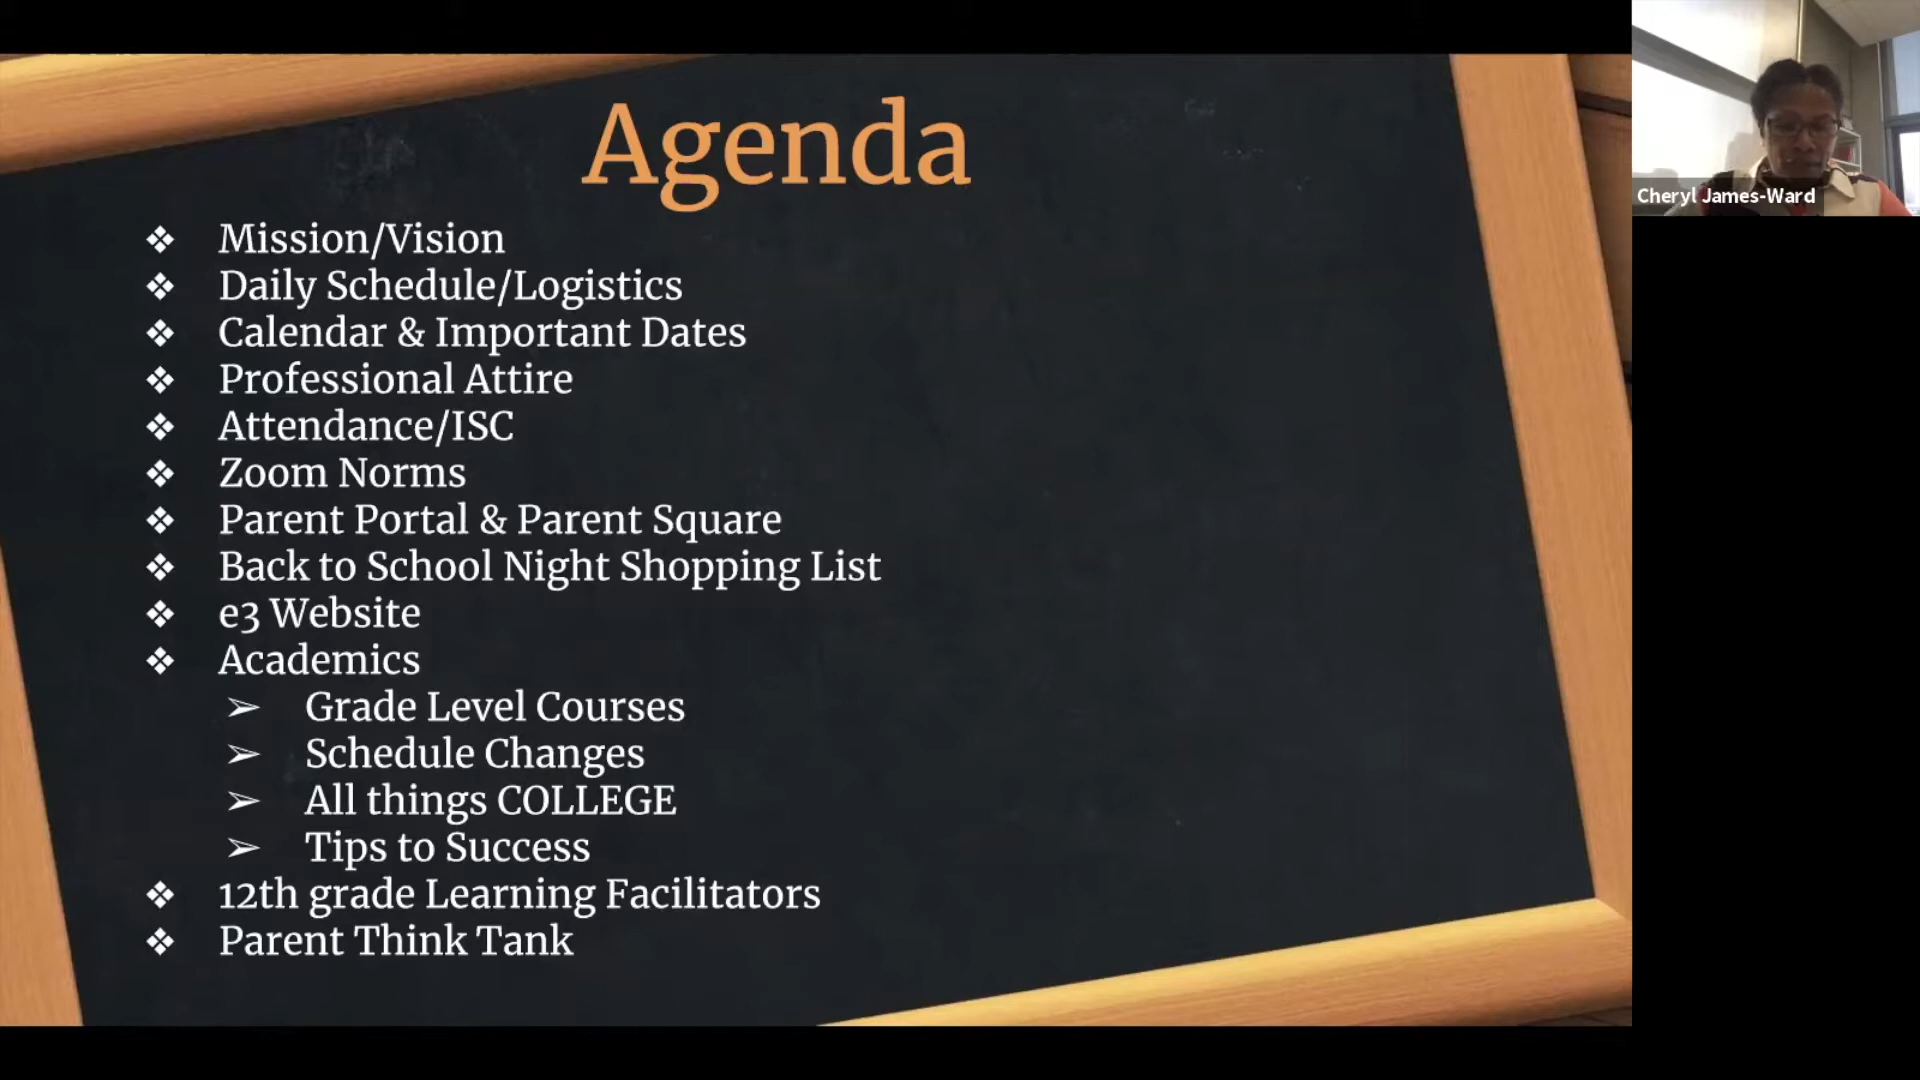 Agenda
Mission/Vision
Daily Schedule/Logistics
Calendar & Important Dates
Professional Attire
Attendance/ISC
Zoom Norms
Parent Portal & Parent Square
Back to School Night Shopping List
e3 Website
Academics
Grade Level Courses
Schedule Changes
All things COLLEGE
Tips to Success
12th grade Learning Facilitators
Parent Think Tank
Cheryl James-Ward